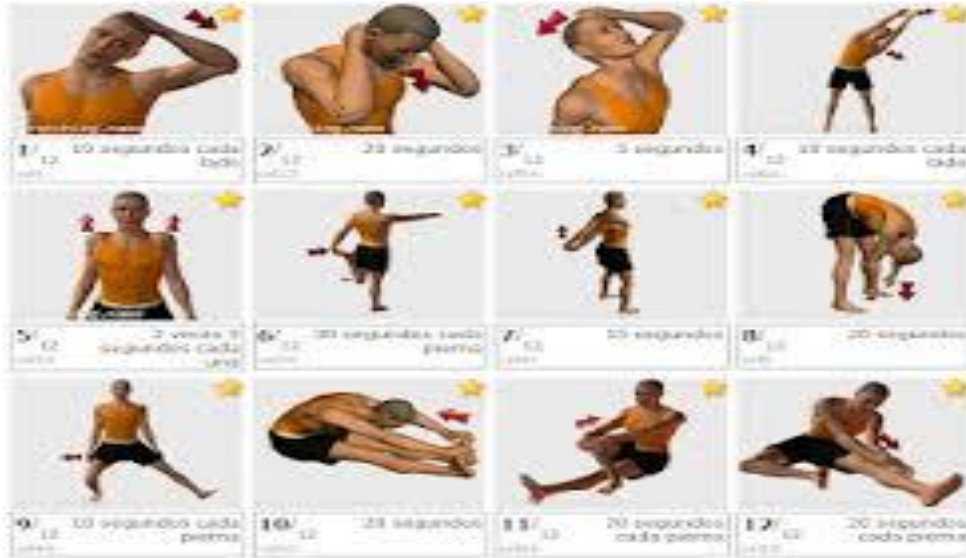 1/12 10 segundos cada
lado
2/12 20 segundos
3/12 5 segundos
4/12 10 segundos cada
lado
5/12 2 veces 5
segundos cada
una
6/12 30 segundos cada
pierna
7/12 15 segundos
8/12 20 segundos
9/12 10 segundos cada
pierna
10/12 20 segundos
11/12 20 segundos
cada pierna
12/12 20 segundos
cada pierna